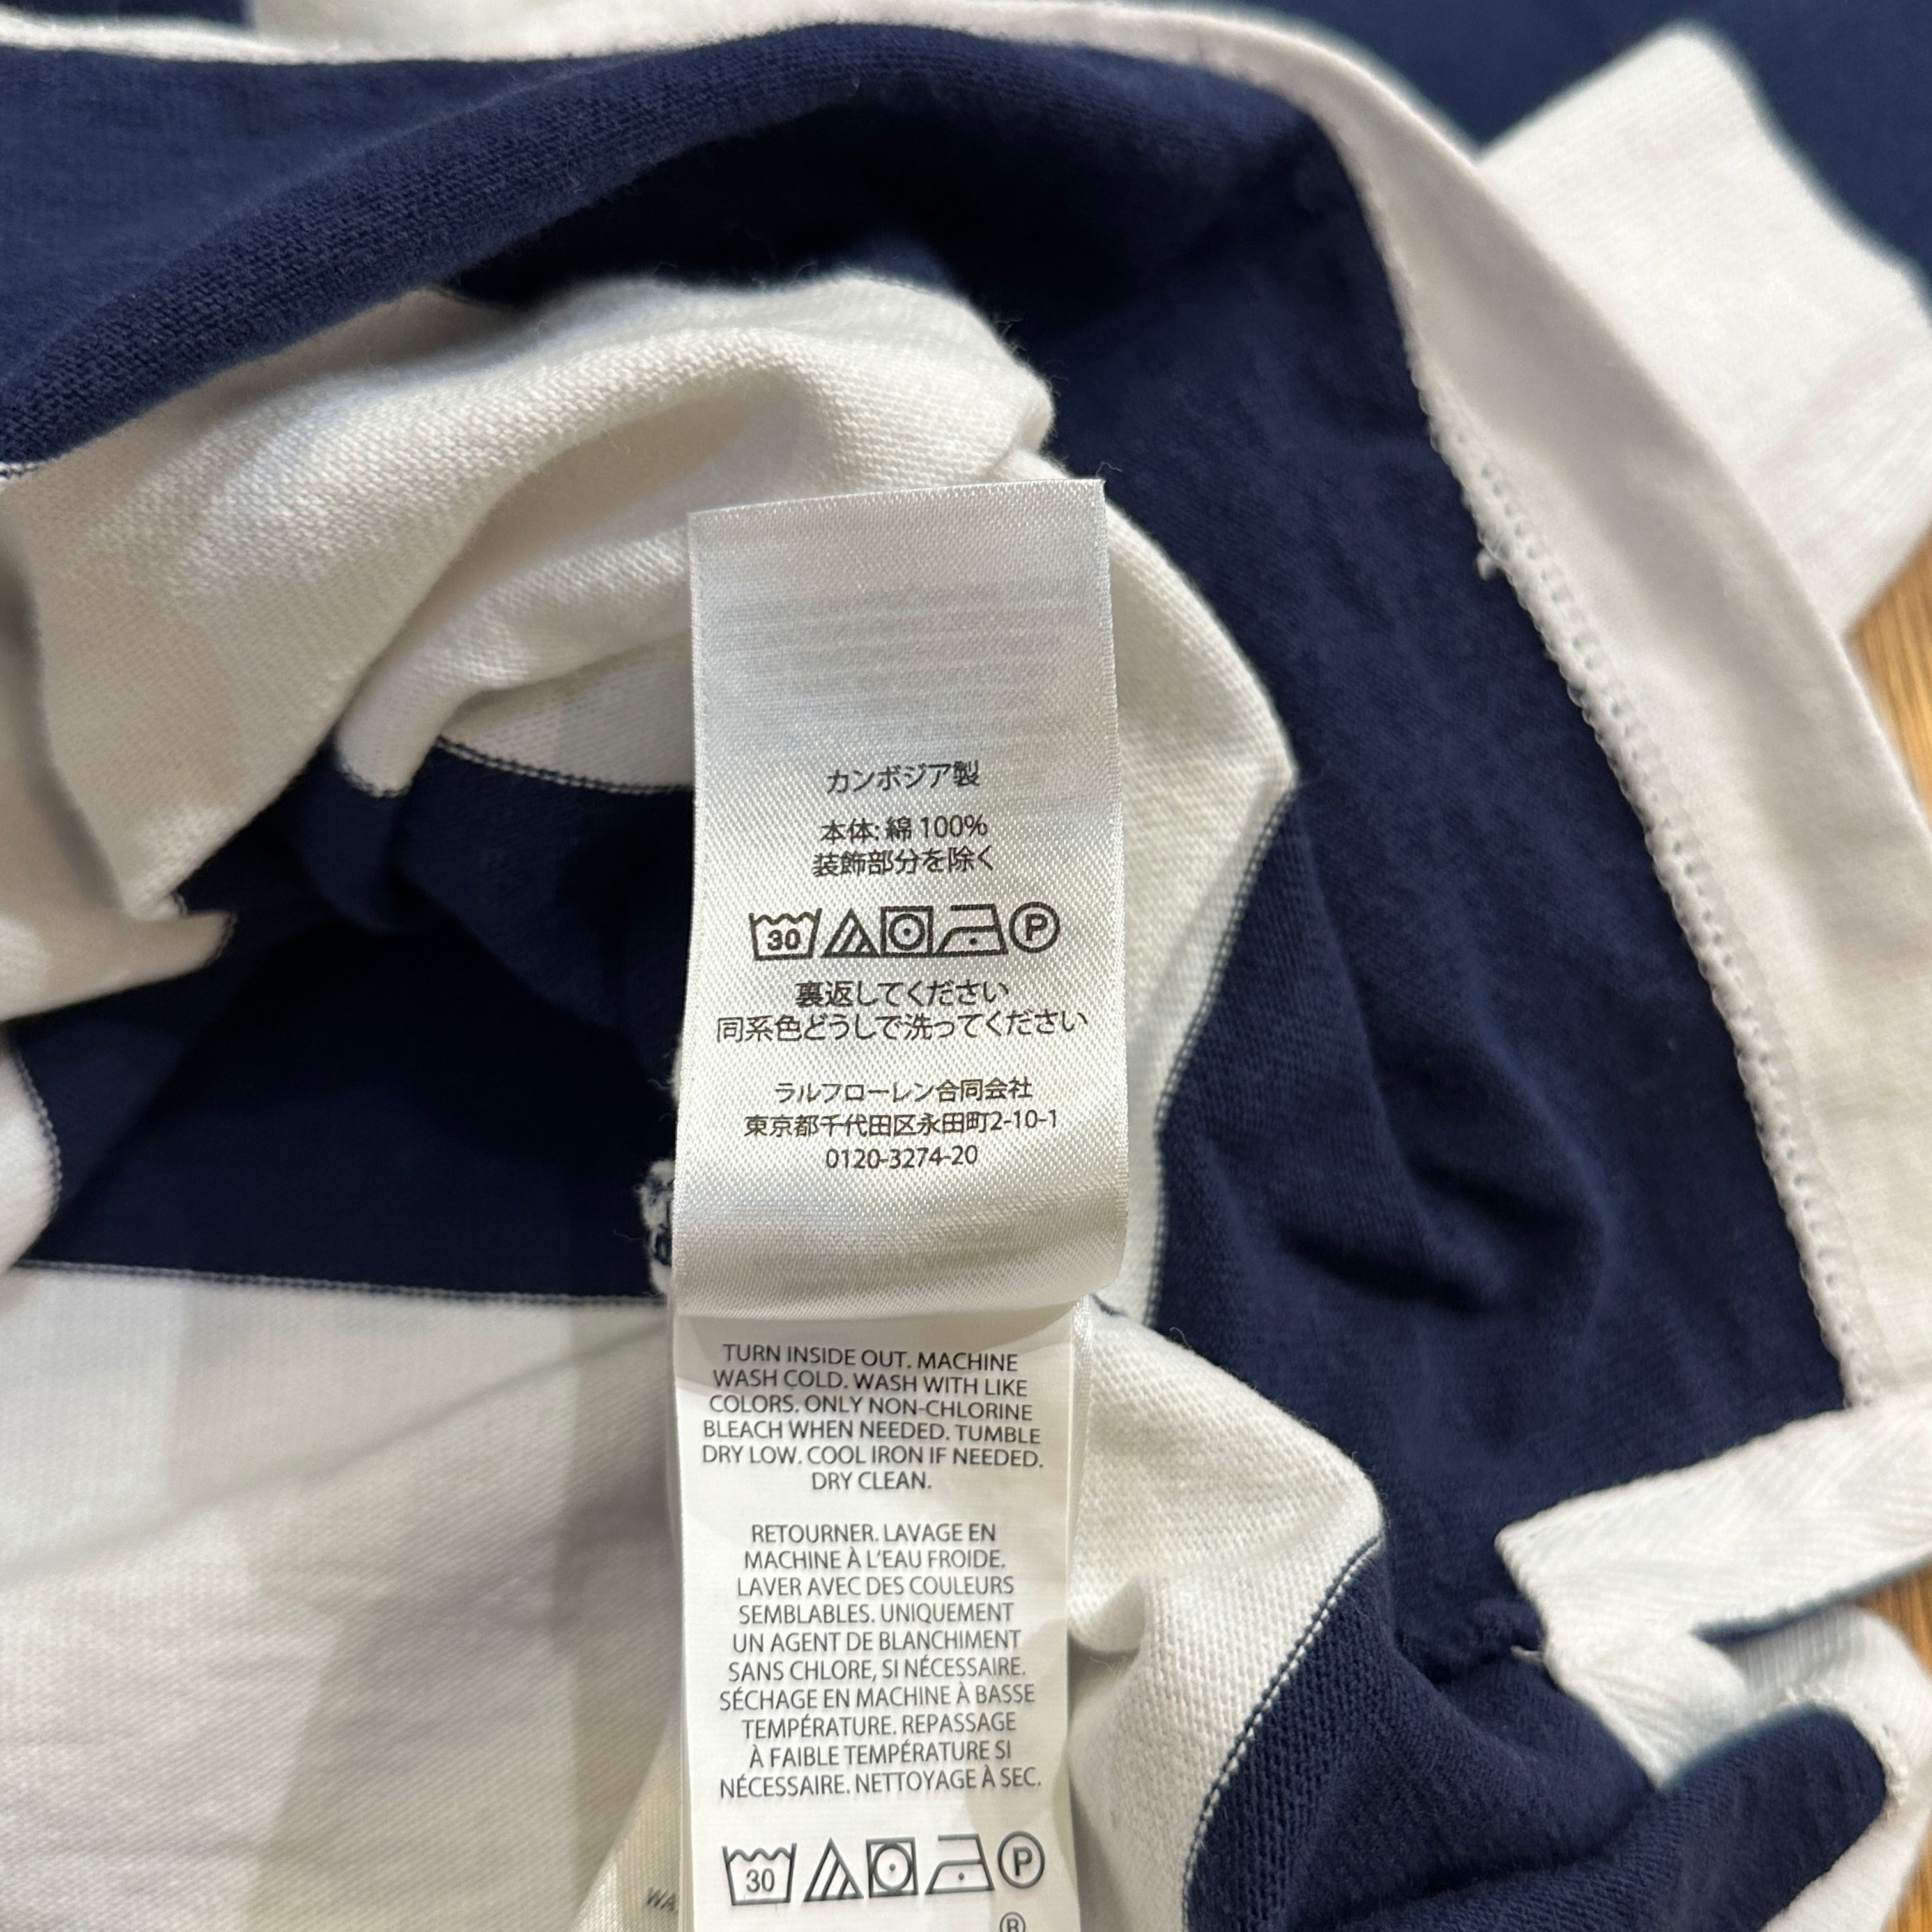 カンボジア製
本体: 綿 100%
装飾部分を除く
30 P
裏返してください
同系色どうしで洗ってください
ラルフローレン合同会社
東京都千代田区永田町2-10-1
0120-3274-20
TURN INSIDE OUT. MACHINE
WASH COLD. WASH WITH LIKE
COLORS. ONLY NON-CHLORINE
BLEACH WHEN NEEDED. TUMBLE
DRY LOW. COOL IRON IF NEEDED.
DRY CLEAN.
RETOURNER. LAVAGE EN
MACHINE À L'EAU FROIDE.
LAVER AVEC DES COULEURS
SEMBLABLES. UNIQUEMENT
UN AGENT DE BLANCHIMENT
SANS CHLORE, SI NÉCESSAIRE.
SÉCHAGE EN MACHINE À BASSE
TEMPÉRATURE. REPASSAGE
À FAIBLE TEMPÉRATURE SI
NÉCESSAIRE. NETTOYAGE À SEC.
30 P
®